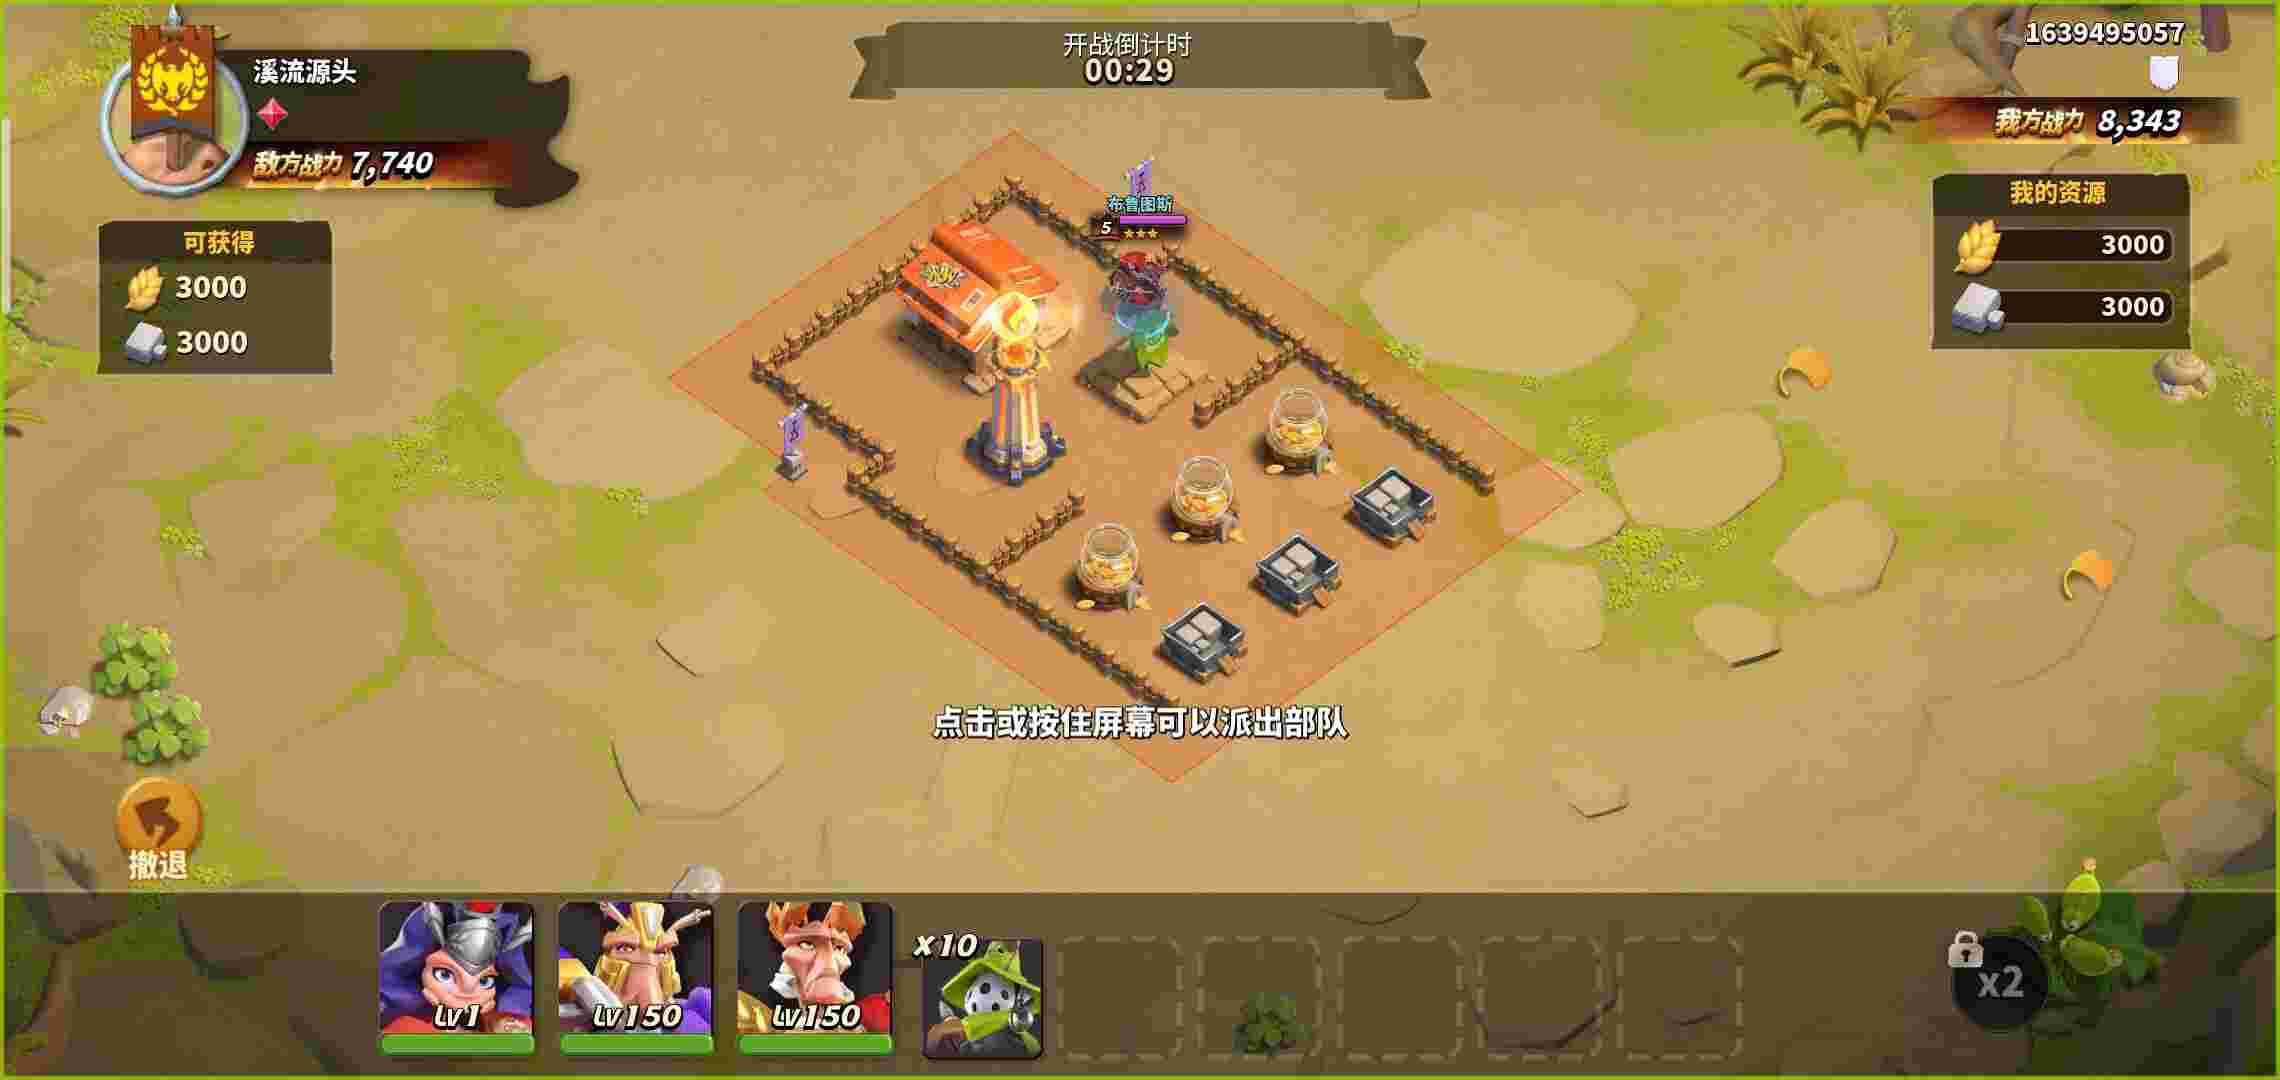 溪流源头
敌方战力 7,740
开战倒计时
00:29
1639495057
我方战力 8,343
可获得
3000
3000
我的资源
3000
3000
布鲁图斯
5
点击或按住屏幕可以派出部队
撤退
Lv1
Lv150
Lv150
x10
x2